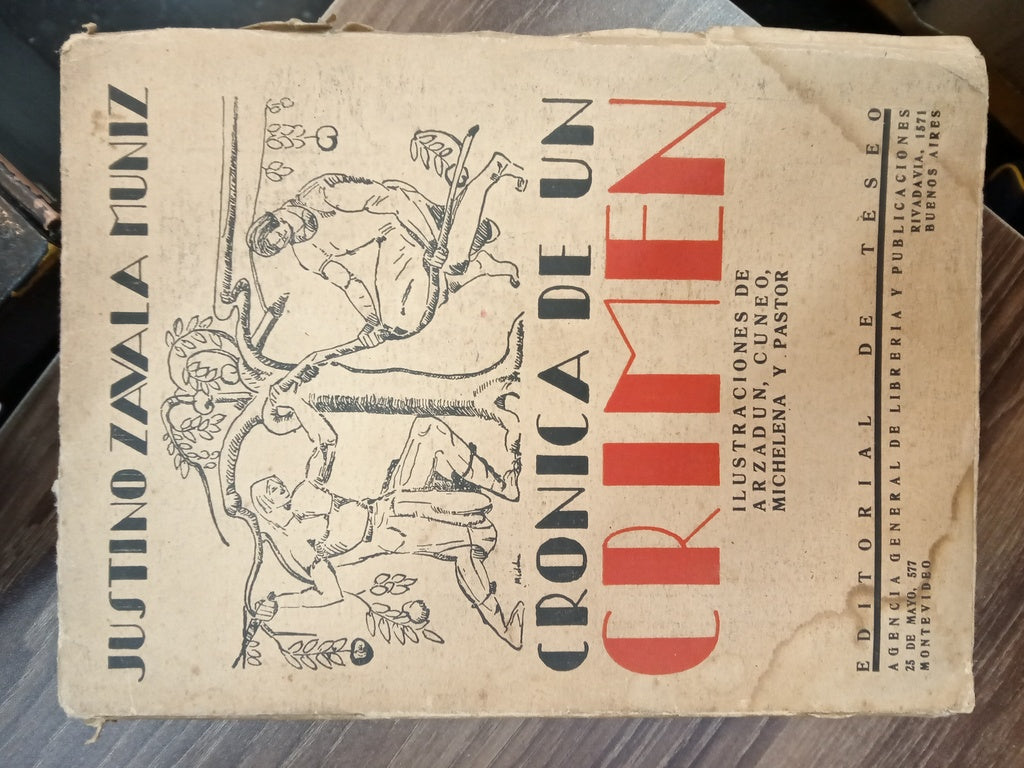 JUSTINO ZAVALA MUNIZ
CRONICA DE UN
CRIMEN
ILUSTRACIONES DE
ARZADUN, CUNEO,
MICHELENA Y PASTOR
EDITORIAL DE TÈSEO
AGENCIA GENERAL DE LIBRERIA Y PUBLICACIONES
25 DE MAYO, 577 RIVADAVIA, 1571
MONTEVIDEO BUENOS AIRES